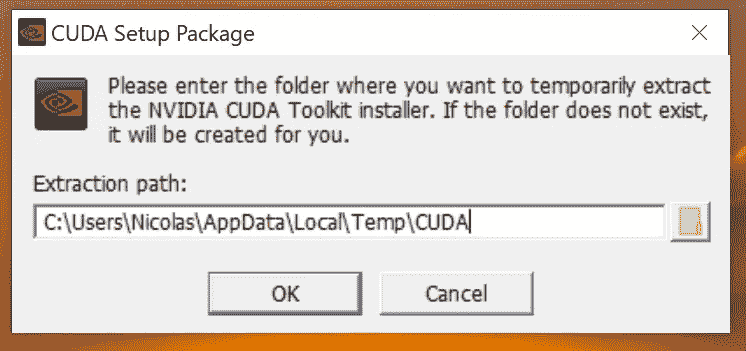 CUDA Setup Package
Please enter the folder where you want to temporarily extract
the NVIDIA CUDA Toolkit installer. If the folder does not exist,
it will be created for you.
Extraction path:
C:\Users\Nicolas\AppData\Local\Temp\CUDA
OK
Cancel